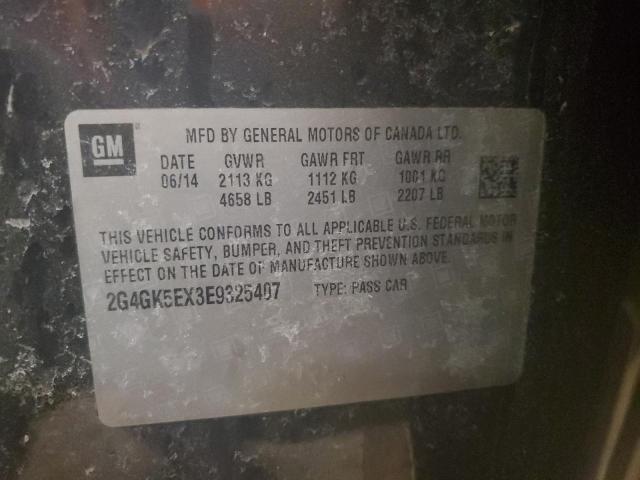 GM
MFD BY GENERAL MOTORS OF CANADA LTD.
DATE GVWR GAWR FRT GAWR RR
06/14 2113 KG 1112 KG 1001 KG
4658 LB 2451 LB 2207 LB
THIS VEHICLE CONFORMS TO ALL APPLICABLE U.S. FEDERAL MOTOR
VEHICLE SAFETY, BUMPER, AND THEFT PREVENTION STANDARDS IN
EFFECT ON THE DATE OF MANUFACTURE SHOWN ABOVE.
2G4GK5EX3E9325407 TYPE: PASS CAR